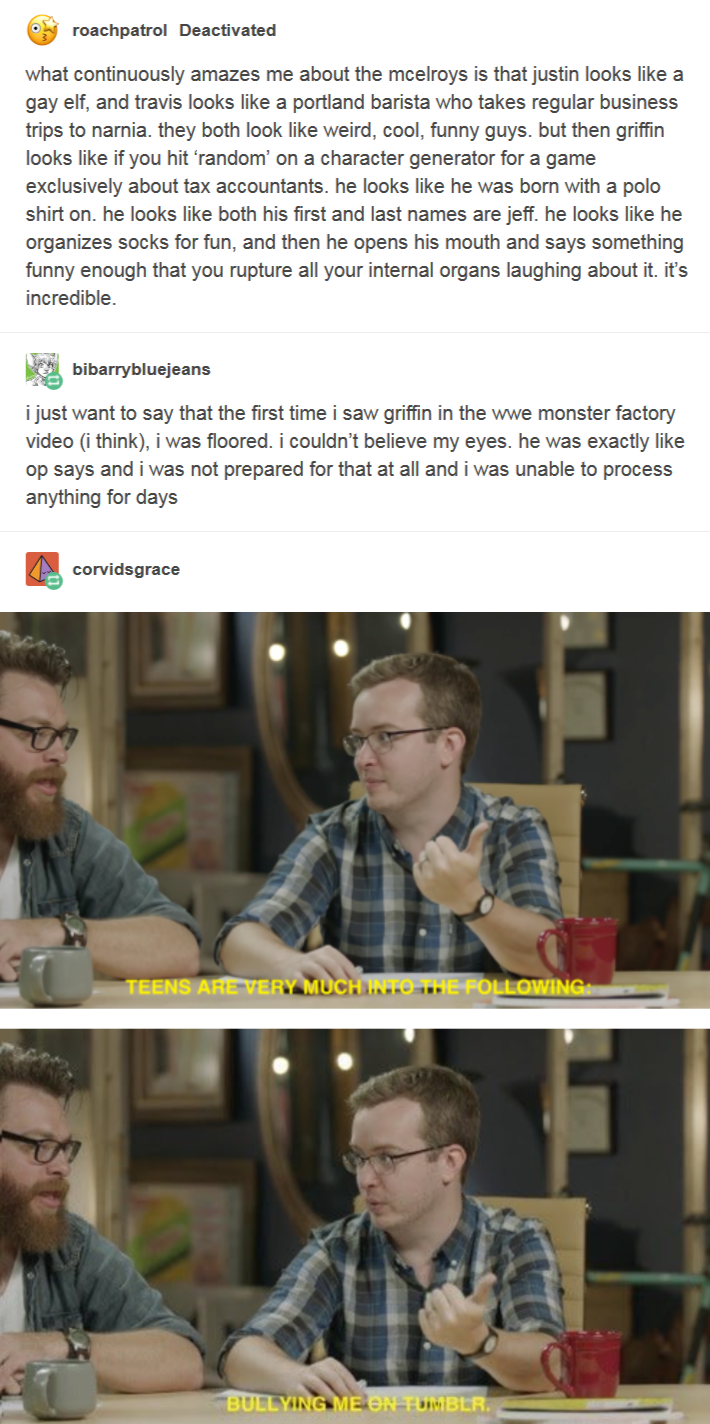 roachpatrol Deactivated
what continuously amazes me about the mcelroys is that justin looks like a
gay elf, and travis looks like a portland barista who takes regular business
trips to narnia. they both look like weird, cool, funny guys. but then griffin
looks like if you hit ‘random’ on a character generator for a game
exclusively about tax accountants. he looks like he was born with a polo
shirt on. he looks like both his first and last names are jeff. he looks like he
organizes socks for fun, and then he opens his mouth and says something
funny enough that you rupture all your internal organs laughing about it. it’s
incredible.
bibarrybluejeans
i just want to say that the first time i saw griffin in the wwe monster factory
video (i think), i was floored. i couldn’t believe my eyes. he was exactly like
op says and i was not prepared for that at all and i was unable to process
anything for days
corvidsgrace
TEENS ARE VERY MUCH INTO THE FOLLOWING:
BULLYING ME ON TUMBLR.